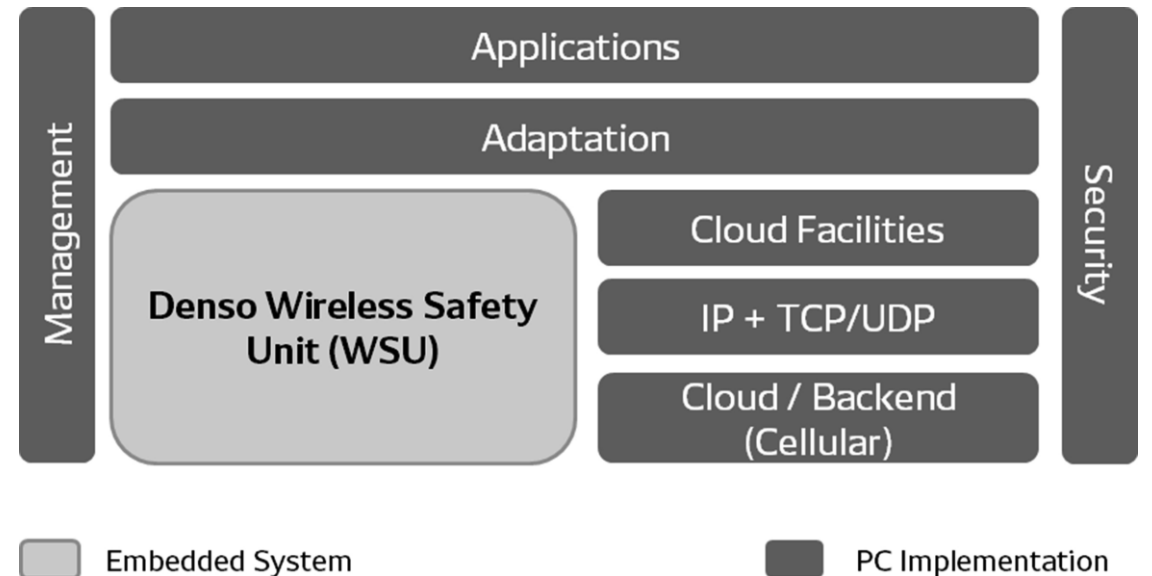 Management
Applications
Adaptation
Denso Wireless Safety
Unit (WSU)
Cloud Facilities
IP + TCP/UDP
Cloud / Backend
(Cellular)
Security
Embedded System
PC Implementation